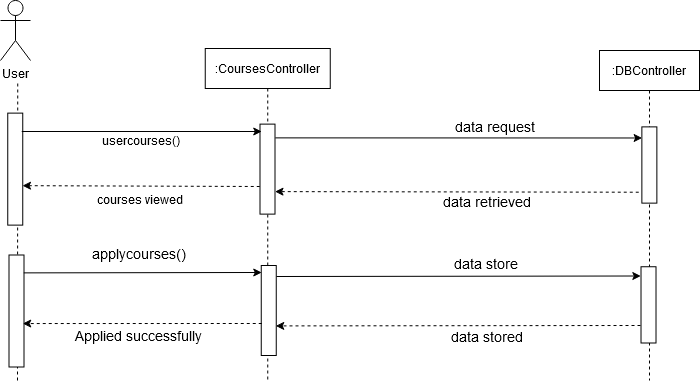 User
:CoursesController
:DBController
usercourses()
data request
courses viewed
data retrieved
applycourses()
data store
Applied successfully
data stored